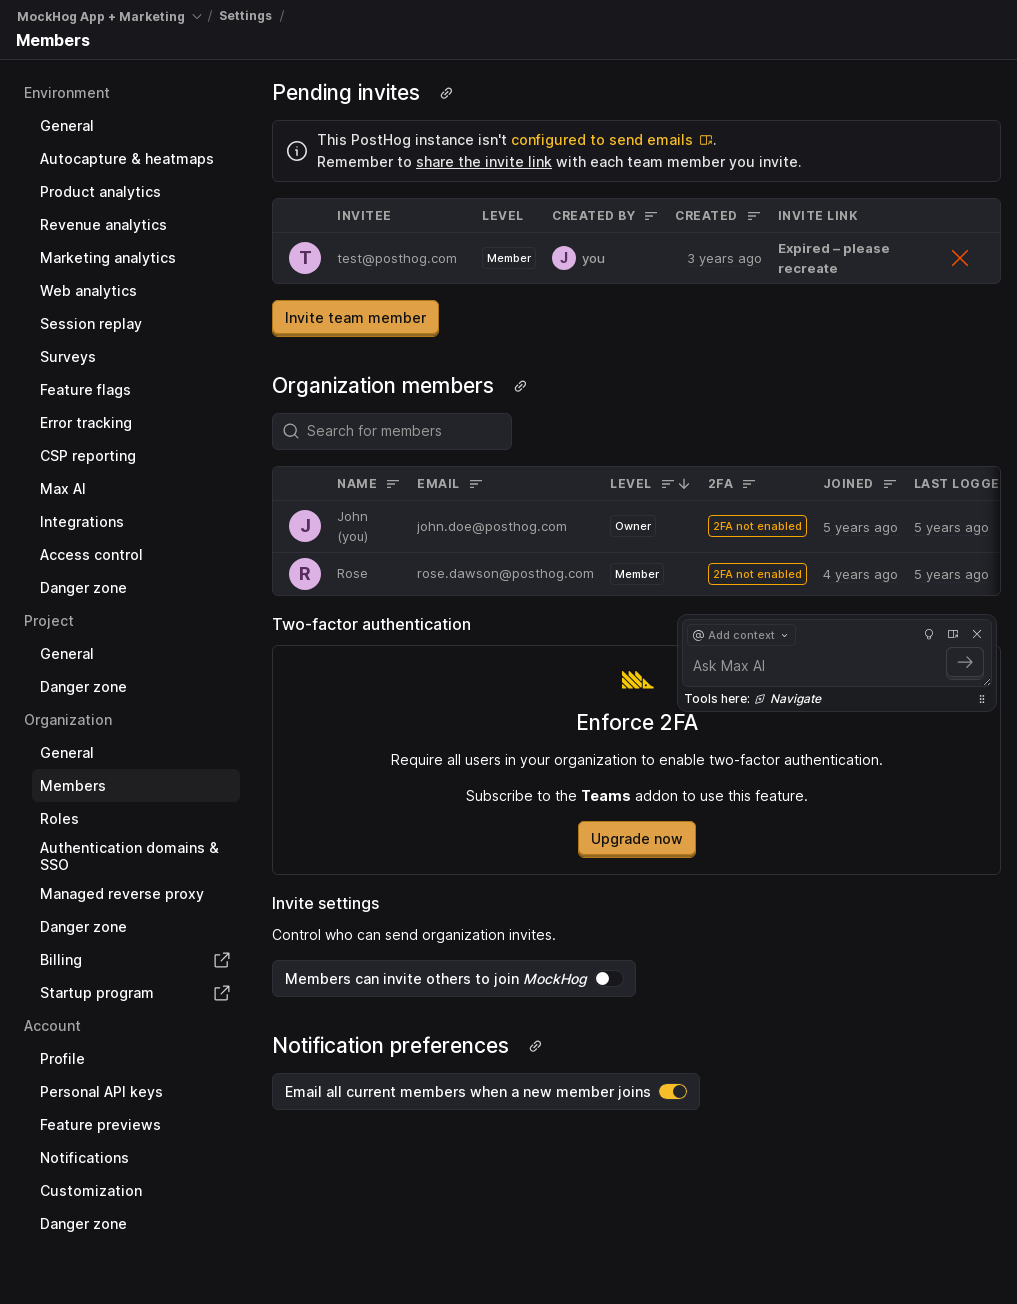 MockHog App + Marketing / Settings /
Members
Environment
General
Autocapture & heatmaps
Product analytics
Revenue analytics
Marketing analytics
Web analytics
Session replay
Surveys
Feature flags
Error tracking
CSP reporting
Max AI
Integrations
Access control
Danger zone
Project
General
Danger zone
Organization
General
Members
Roles
Authentication domains &
SSO
Managed reverse proxy
Danger zone
Billing
Startup program
Account
Profile
Personal API keys
Feature previews
Notifications
Customization
Danger zone
Pending invites
This PostHog instance isn't configured to send emails.
Remember to share the invite link with each team member you invite.
INVITEE LEVEL CREATED BY CREATED INVITE LINK
T test@posthog.com Member J you 3 years ago Expired – please
recreate
Invite team member
Organization members
Search for members
NAME EMAIL LEVEL 2FA JOINED LAST LOGGE
J John
(you) john.doe@posthog.com Owner 2FA not enabled 5 years ago 5 years ago
R Rose rose.dawson@posthog.com Member 2FA not enabled 4 years ago 5 years ago
Two-factor authentication
@ Add context
Ask Max AI
Tools here: Navigate
Enforce 2FA
Require all users in your organization to enable two-factor authentication.
Subscribe to the Teams addon to use this feature.
Upgrade now
Invite settings
Control who can send organization invites.
Members can invite others to join MockHog
Notification preferences
Email all current members when a new member joins